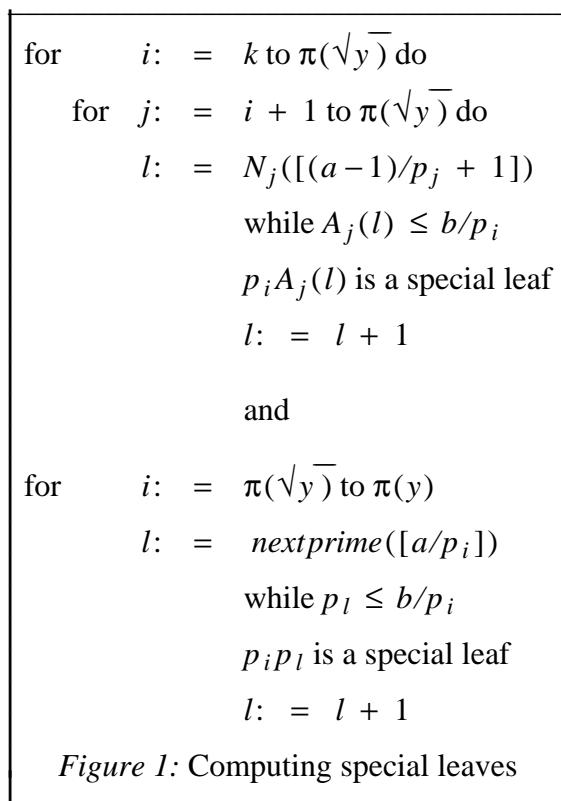 for i: = k to π(√y) do
for j: = i + 1 to π(√y) do
l: = N_j([(a−1)/p_j + 1])
while A_j(l) ≤ b/p_i
p_i A_j(l) is a special leaf
l: = l + 1
and
for i: = π(√y) to π(y)
l: = nextprime([a/p_i])
while p_l ≤ b/p_i
p_i p_l is a special leaf
l: = l + 1
Figure 1: Computing special leaves